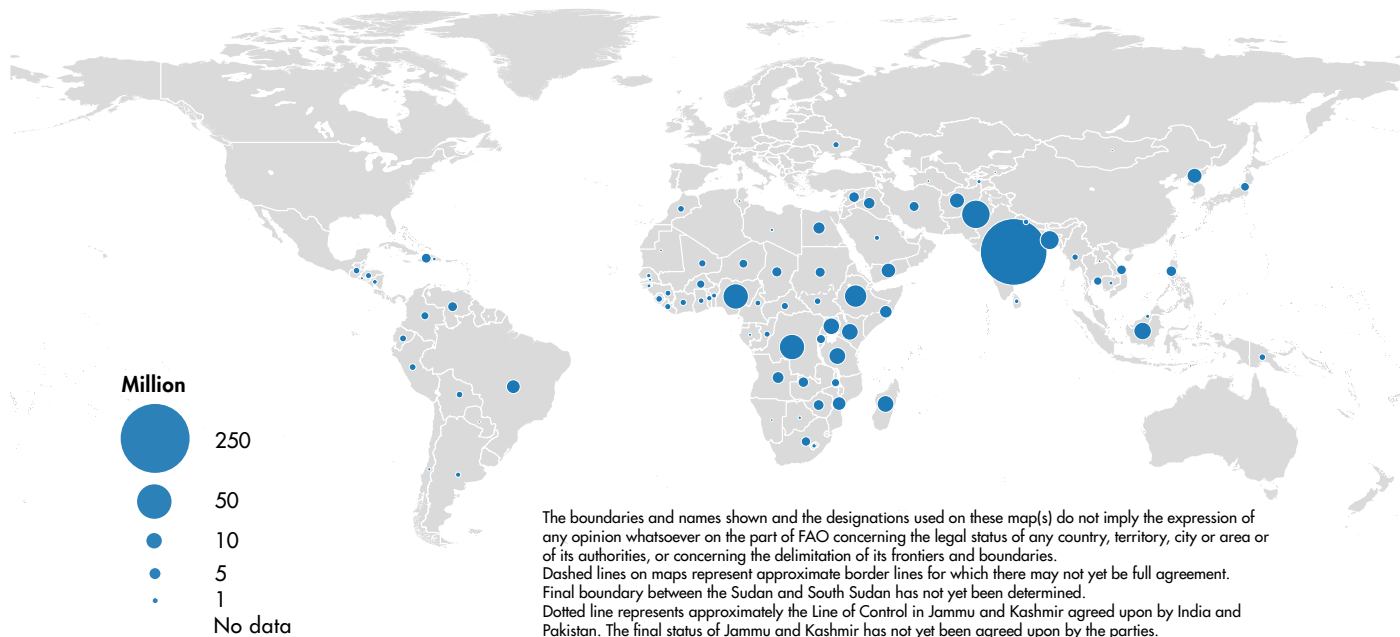 Million
250
50
10
5
1
No data
The boundaries and names shown and the designations used on these map(s) do not imply the expression of
any opinion whatsoever on the part of FAO concerning the legal status of any country, territory, city or area or
of its authorities, or concerning the delimitation of its frontiers and boundaries.
Dashed lines on maps represent approximate border lines for which there may not yet be full agreement.
Final boundary between the Sudan and South Sudan has not yet been determined.
Dotted line represents approximately the Line of Control in Jammu and Kashmir agreed upon by India and
Pakistan. The final status of Jammu and Kashmir has not yet been agreed upon by the parties.